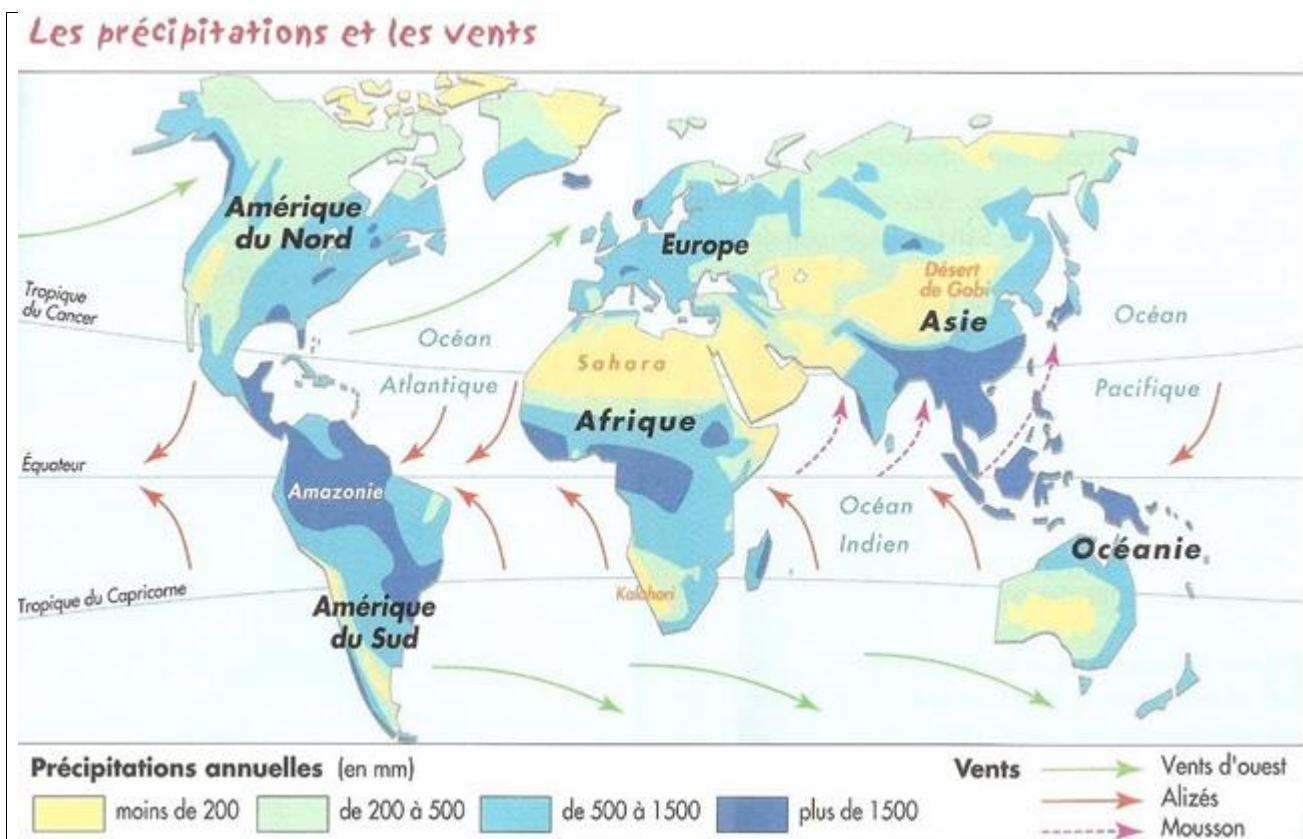 Les précipitations et les vents
Amérique
du Nord
Europe
Désert
de Gobi
Asie
Tropique
du Cancer
Océan
Atlantique
Sahara
Océan
Pacifique
Afrique
Équateur
Amazonie
Océan
Indien
Océanie
Tropique du Capricorne
Kalahari
Amérique
du Sud
Précipitations annuelles (en mm)
moins de 200
de 200 à 500
de 500 à 1500
plus de 1500
Vents
Vents d'ouest
Alizés
Mousson